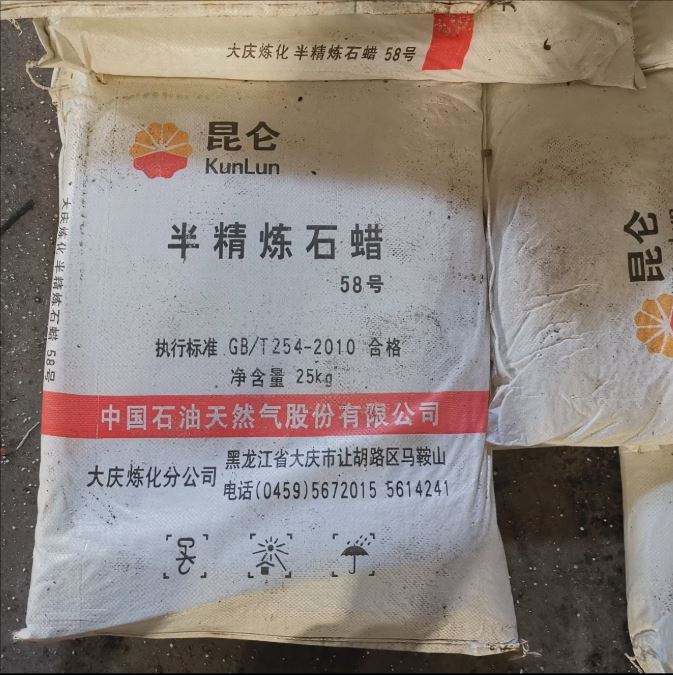 大庆炼化 半精炼石蜡 58号
昆仑
KunLun
半精炼石蜡
58号
执行标准 GB/T254-2010 合格
净含量 25kg
中国石油天然气股份有限公司
大庆炼化分公司
黑龙江省大庆市让胡路区马鞍山
电话(0459)5672015 5614241
大庆炼化 半精炼石蜡 58号
昆仑